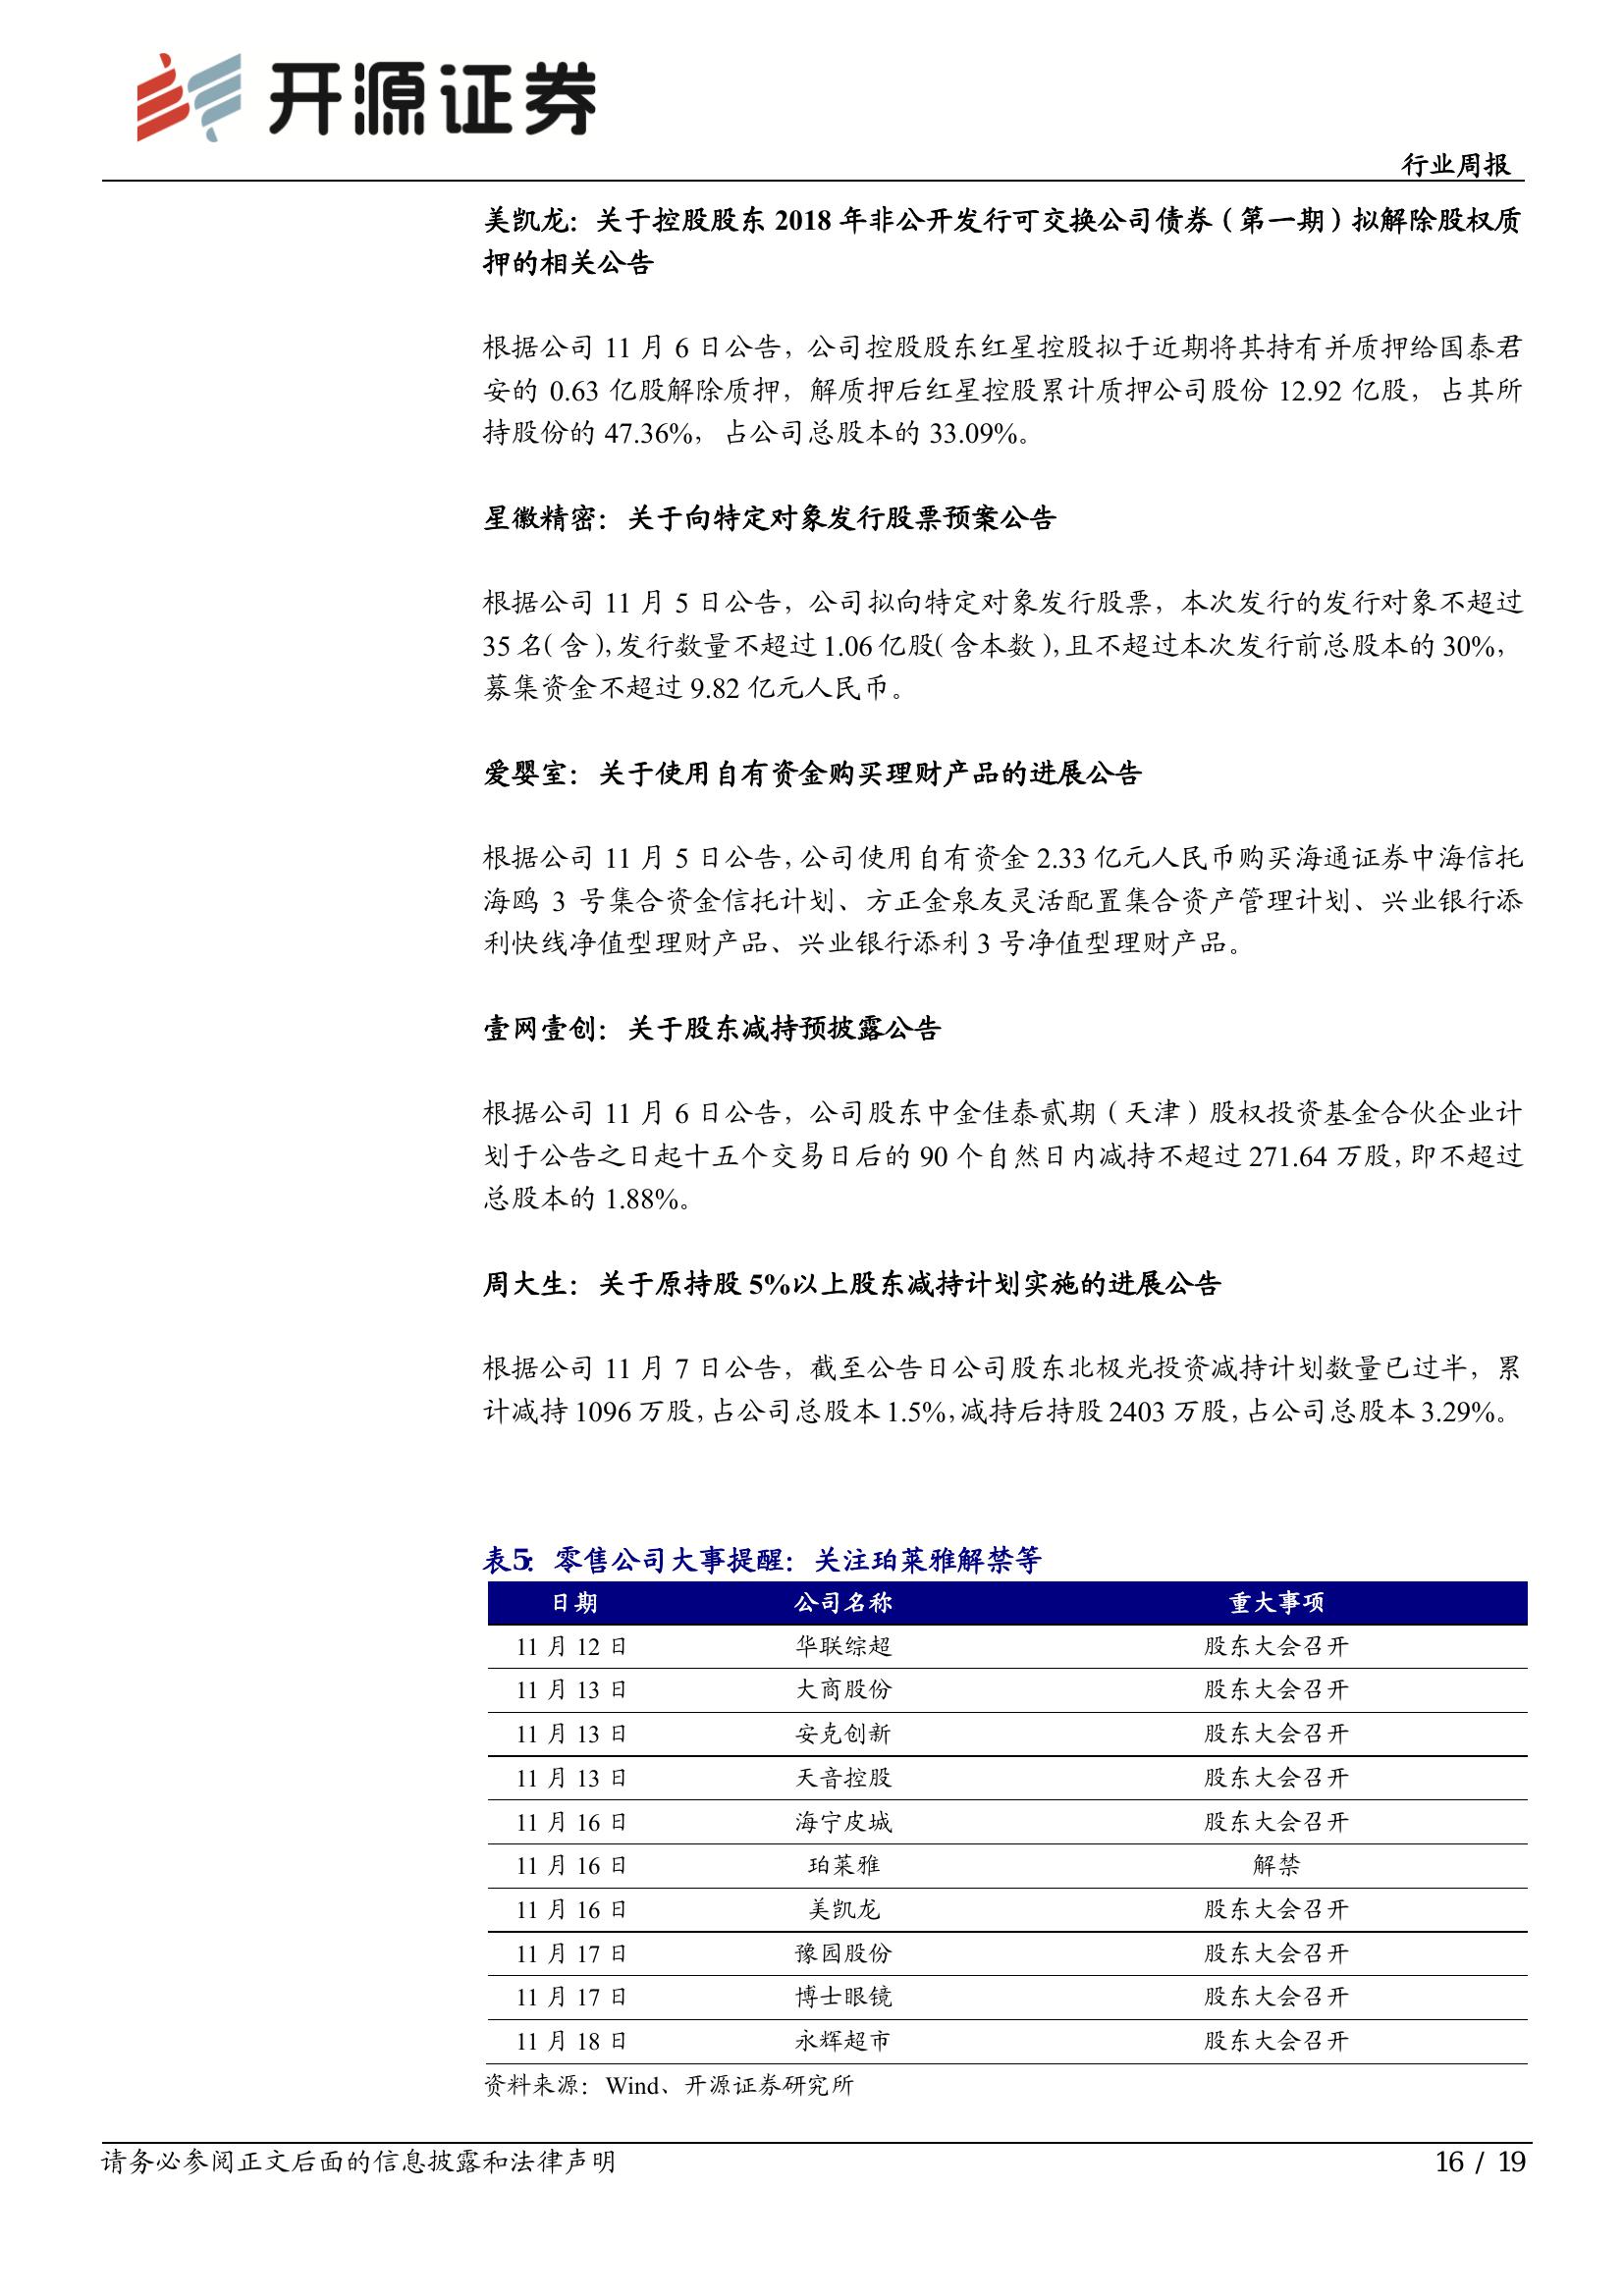 开源证券
行业周报
美凯龙：关于控股股东 2018 年非公开发行可交换公司债券（第一期）拟解除股权质
押的相关公告
根据公司 11 月 6 日公告，公司控股股东红星控股拟于近期将其持有并质押给国泰君
安的 0.63 亿股解除质押，解质押后红星控股累计质押公司股份 12.92 亿股，占其所
持股份的 47.36%，占公司总股本的 33.09%。
星徽精密：关于向特定对象发行股票预案公告
根据公司 11 月 5 日公告，公司拟向特定对象发行股票，本次发行的发行对象不超过
35 名（含），发行数量不超过 1.06 亿股（含本数），且不超过本次发行前总股本的 30%，
募集资金不超过 9.82 亿元人民币。
爱婴室：关于使用自有资金购买理财产品的进展公告
根据公司 11 月 5 日公告，公司使用自有资金 2.33 亿元人民币购买海通证券中海信托
海鸥 3 号集合资金信托计划、方正金泉友灵活配置集合资产管理计划、兴业银行添
利快线净值型理财产品、兴业银行添利 3 号净值型理财产品。
壹网壹创：关于股东减持预披露公告
根据公司 11 月 6 日公告，公司股东中金佳泰贰期（天津）股权投资基金合伙企业计
划于公告之日起十五个交易日后的 90 个自然日内减持不超过 271.64 万股，即不超过
总股本的 1.88%。
周大生：关于原持股 5%以上股东减持计划实施的进展公告
根据公司 11 月 7 日公告，截至公告日公司股东北极光投资减持计划数量已过半，累
计减持 1096 万股，占公司总股本 1.5%，减持后持股 2403 万股，占公司总股本 3.29%。
表5：零售公司大事提醒：关注珀莱雅解禁等
日期 公司名称 重大事项
11 月 12 日 华联综超 股东大会召开
11 月 13 日 大商股份 股东大会召开
11 月 13 日 安克创新 股东大会召开
11 月 13 日 天音控股 股东大会召开
11 月 16 日 海宁皮城 股东大会召开
11 月 16 日 珀莱雅 解禁
11 月 16 日 美凯龙 股东大会召开
11 月 17 日 豫园股份 股东大会召开
11 月 17 日 博士眼镜 股东大会召开
11 月 18 日 永辉超市 股东大会召开
资料来源：Wind、开源证券研究所
请务必参阅正文后面的信息披露和法律声明 16 / 19